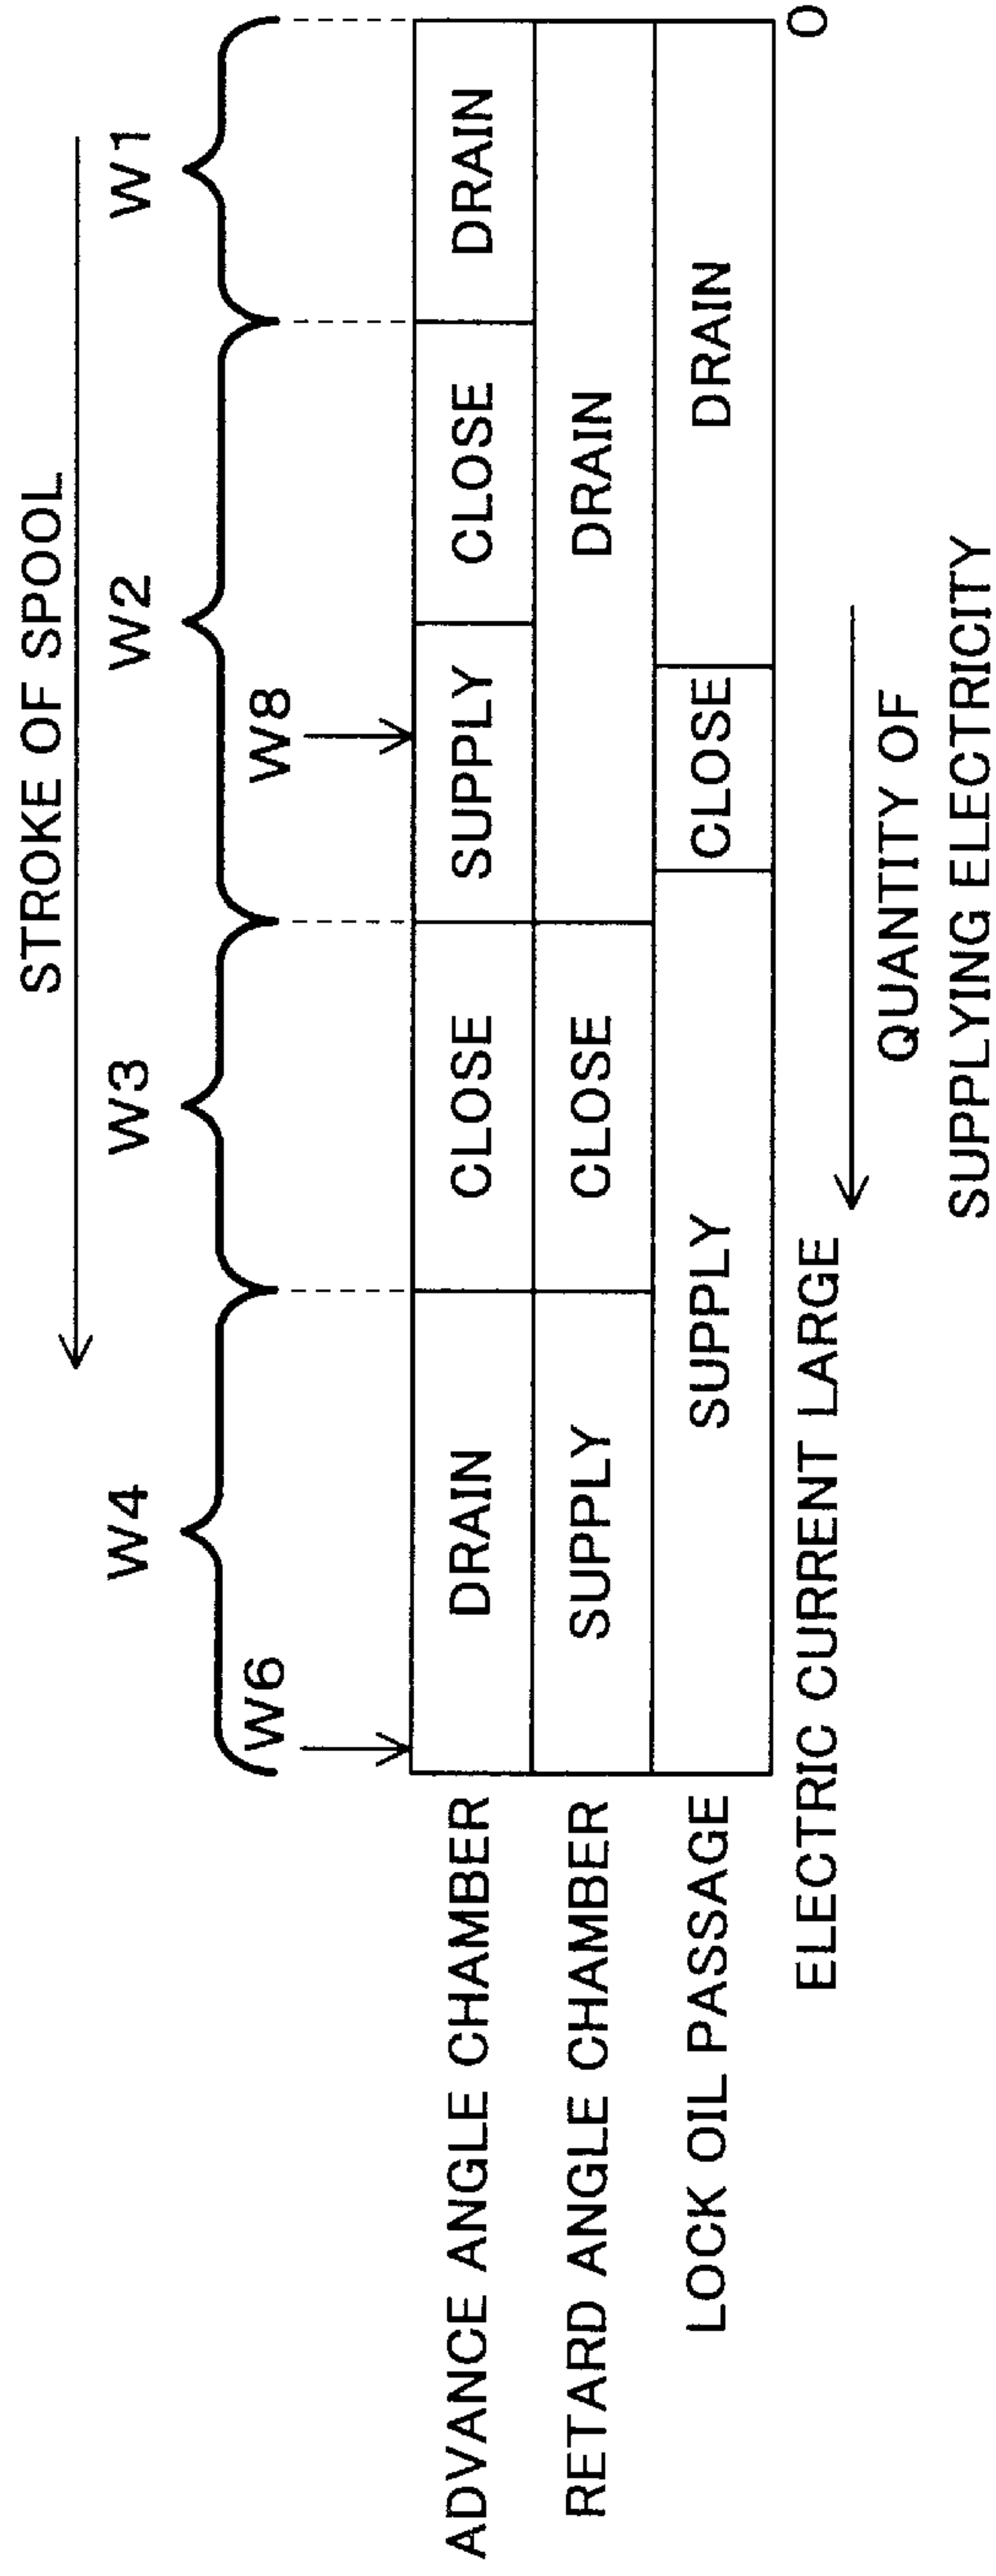 STROKE OF SPOOL
W4 W3 W2 W1
W6 W8
ADVANCE ANGLE CHAMBER DRAIN CLOSE SUPPLY CLOSE DRAIN
RETARD ANGLE CHAMBER SUPPLY CLOSE DRAIN
LOCK OIL PASSAGE SUPPLY CLOSE DRAIN
ELECTRIC CURRENT LARGE 0
QUANTITY OF
SUPPLYING ELECTRICITY